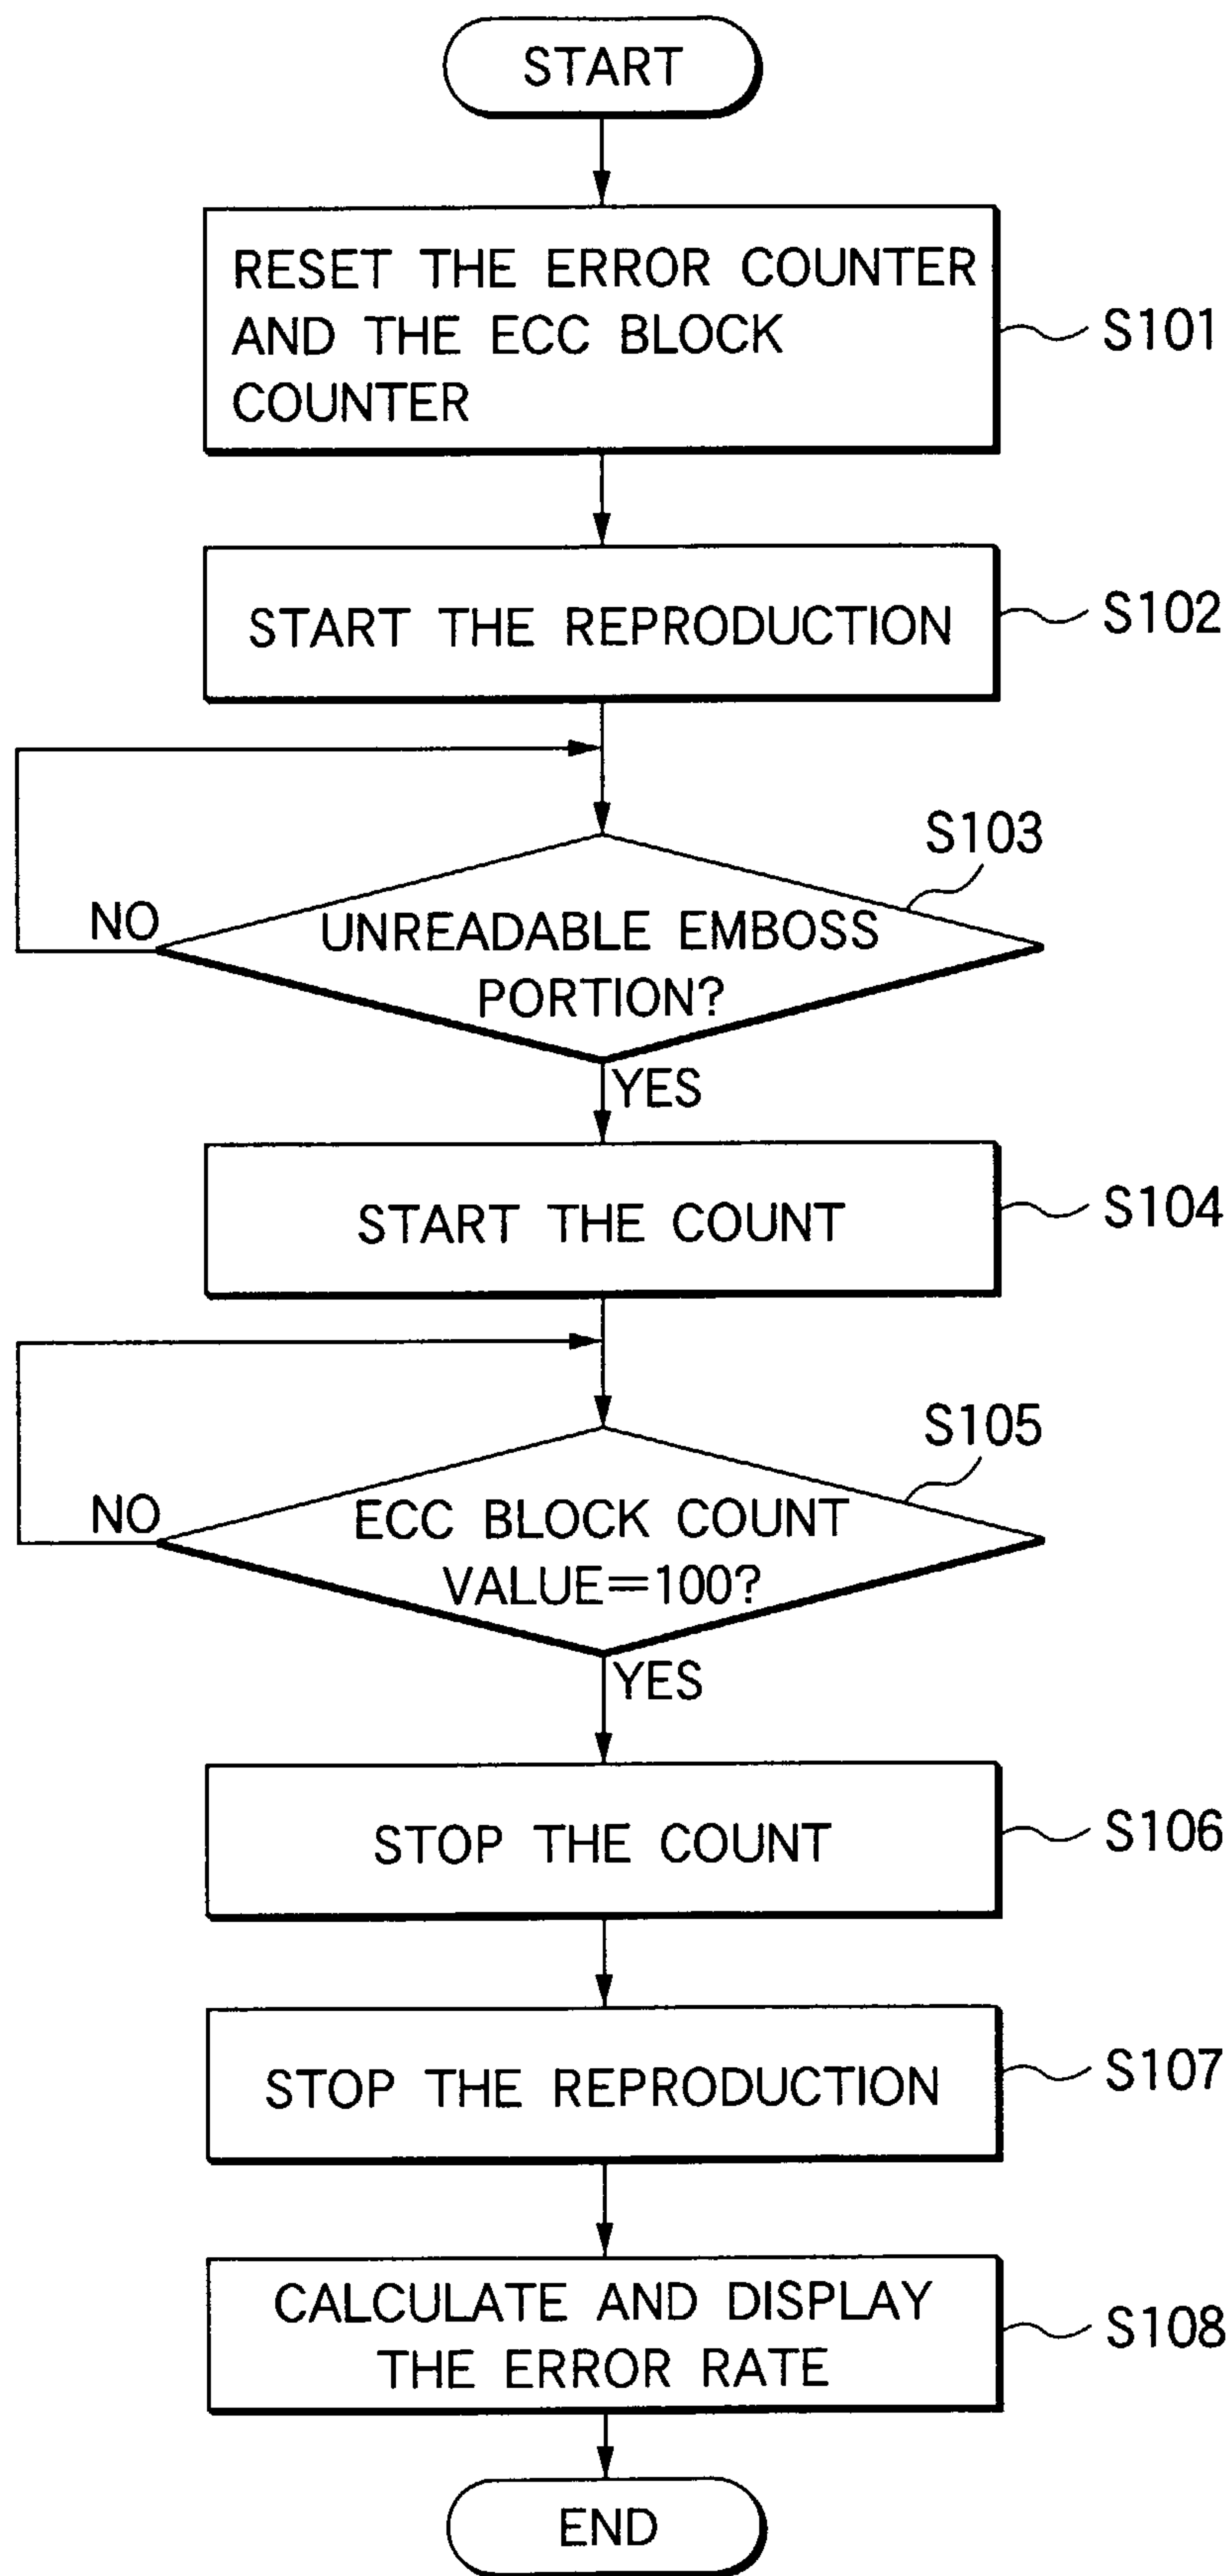 START
RESET THE ERROR COUNTER
AND THE ECC BLOCK
COUNTER
S101
START THE REPRODUCTION
S102
S103
NO
UNREADABLE EMBOSS
PORTION?
YES
START THE COUNT
S104
S105
NO
ECC BLOCK COUNT
VALUE=100?
YES
STOP THE COUNT
S106
STOP THE REPRODUCTION
S107
CALCULATE AND DISPLAY
THE ERROR RATE
S108
END